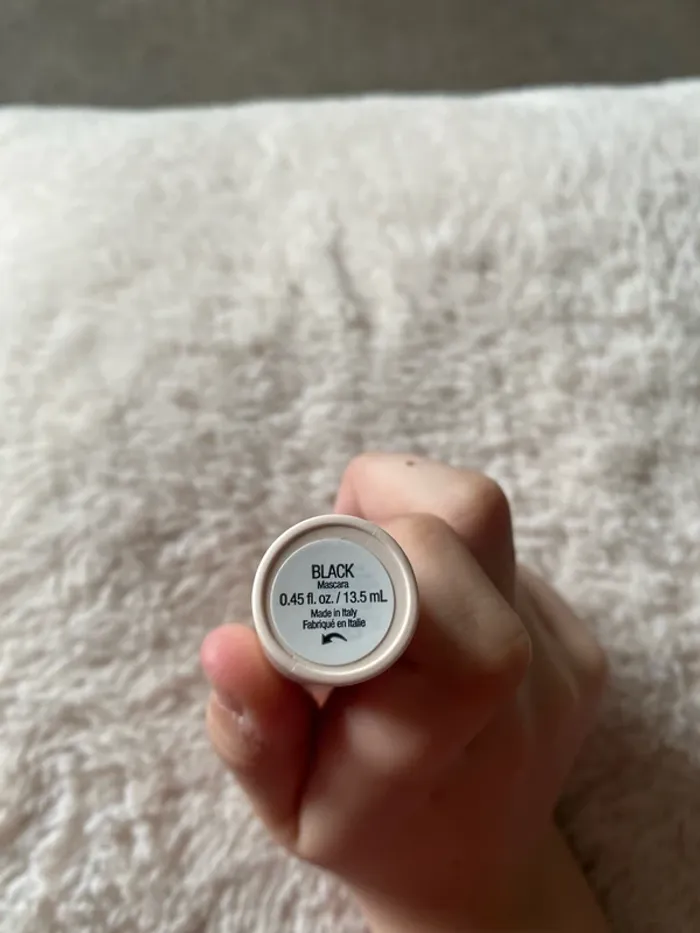 BLACK
Mascara
0.45 fl. oz. / 13.5 mL
Made in Italy
Fabriqué en Italie